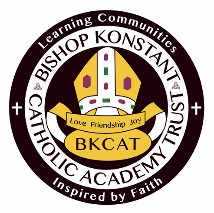 Learning Communities
BISHOP KONSTANT
CATHOLIC ACADEMY TRUST
Love Friendship Joy
BKCAT
Inspired by Faith